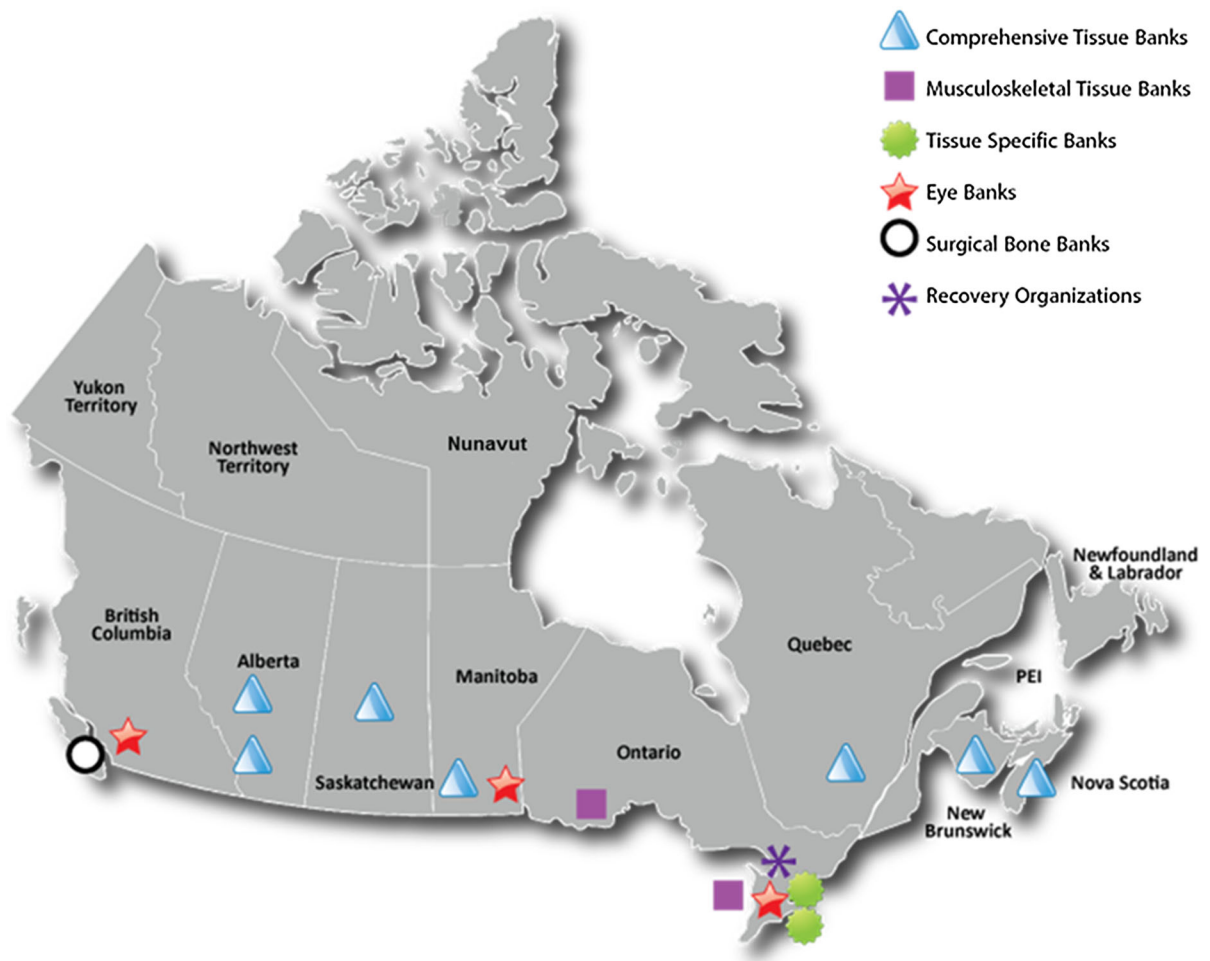 Comprehensive Tissue Banks
Musculoskeletal Tissue Banks
Tissue Specific Banks
Eye Banks
Surgical Bone Banks
Recovery Organizations
Yukon
Territory
Northwest
Territory
Nunavut
British
Columbia
Alberta
Saskatchewan
Manitoba
Ontario
Quebec
Newfoundland
& Labrador
PEI
Nova Scotia
New
Brunswick